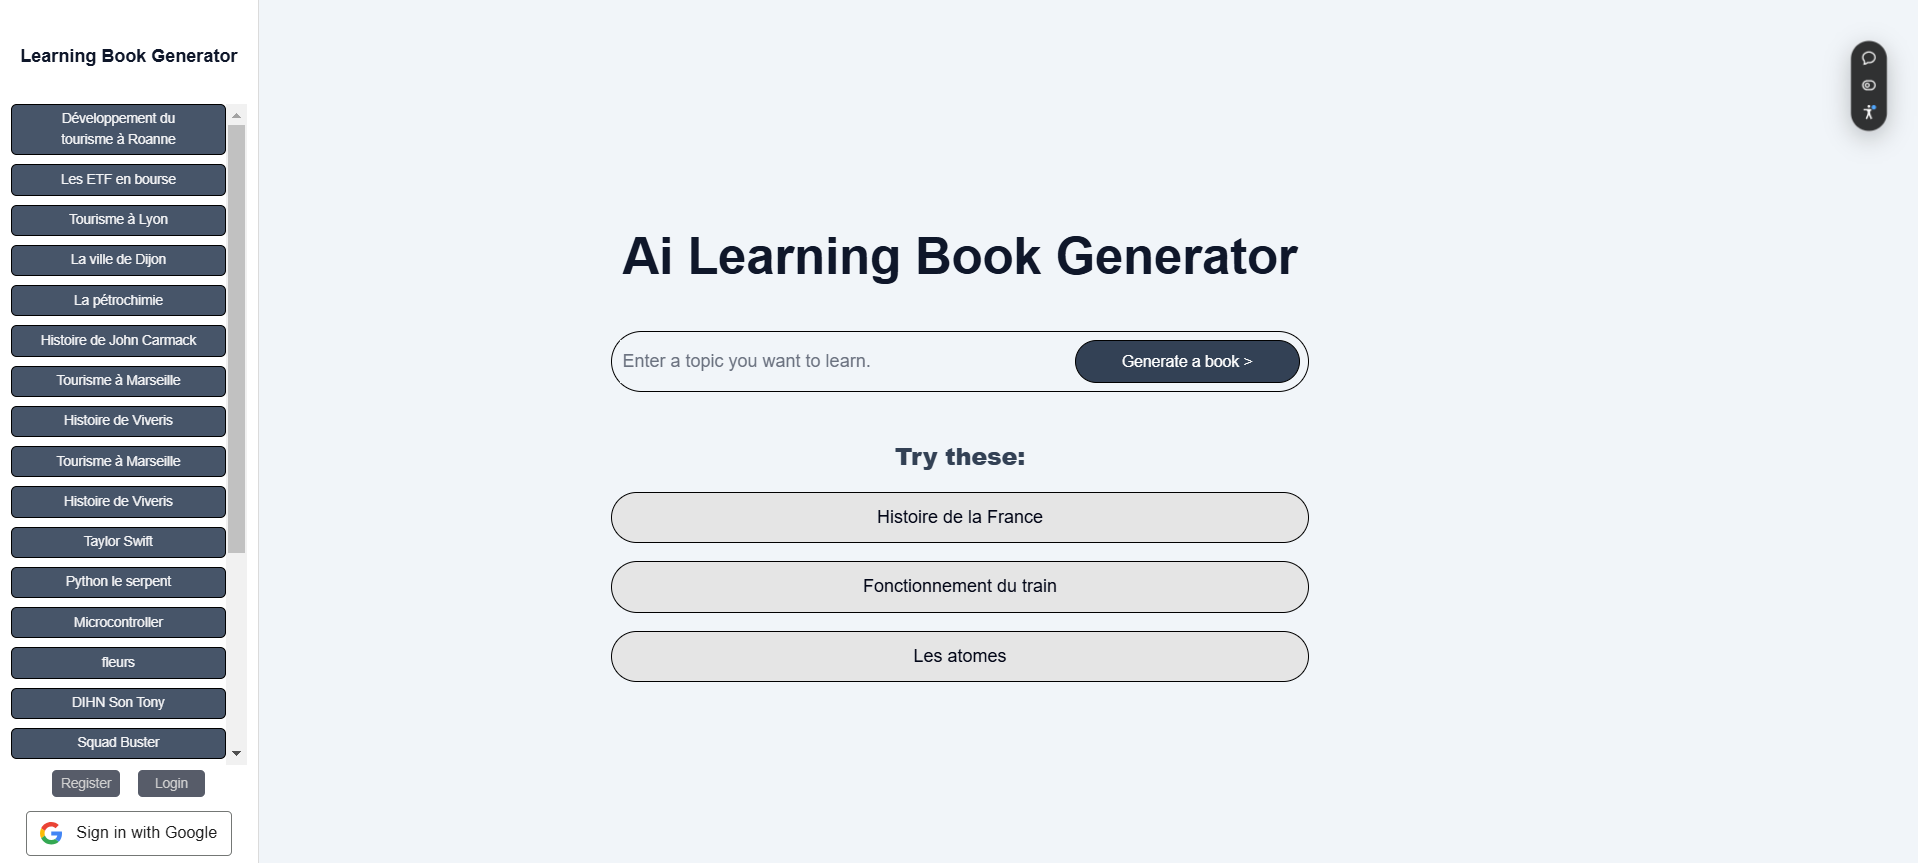 Learning Book Generator
Développement du
tourisme à Roanne
Les ETF en bourse
Tourisme à Lyon
La ville de Dijon
La pétrochimie
Histoire de John Carmack
Tourisme à Marseille
Histoire de Viveris
Tourisme à Marseille
Histoire de Viveris
Taylor Swift
Python le serpent
Microcontroller
fleurs
DIHN Son Tony
Squad Buster
Register
Login
Sign in with Google
Ai Learning Book Generator
Enter a topic you want to learn.
Generate a book >
Try these:
Histoire de la France
Fonctionnement du train
Les atomes